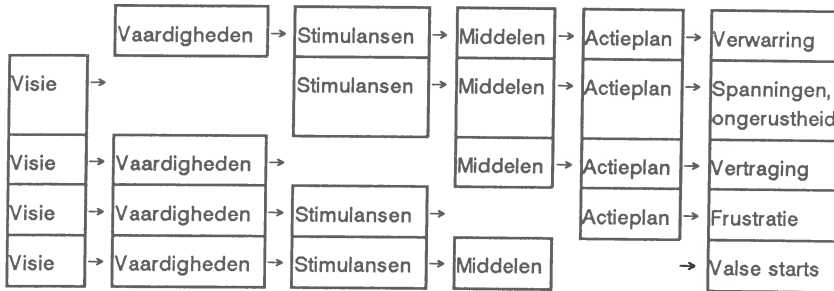 Vaardigheden → Stimulansen → Middelen → Actieplan → Verwarring
Visie → Stimulansen → Middelen → Actieplan → Spanningen,
ongerustheid
Visie → Vaardigheden → Middelen → Actieplan → Vertraging
Visie → Vaardigheden → Stimulansen → Actieplan → Frustratie
Visie → Vaardigheden → Stimulansen → Middelen → Valse starts